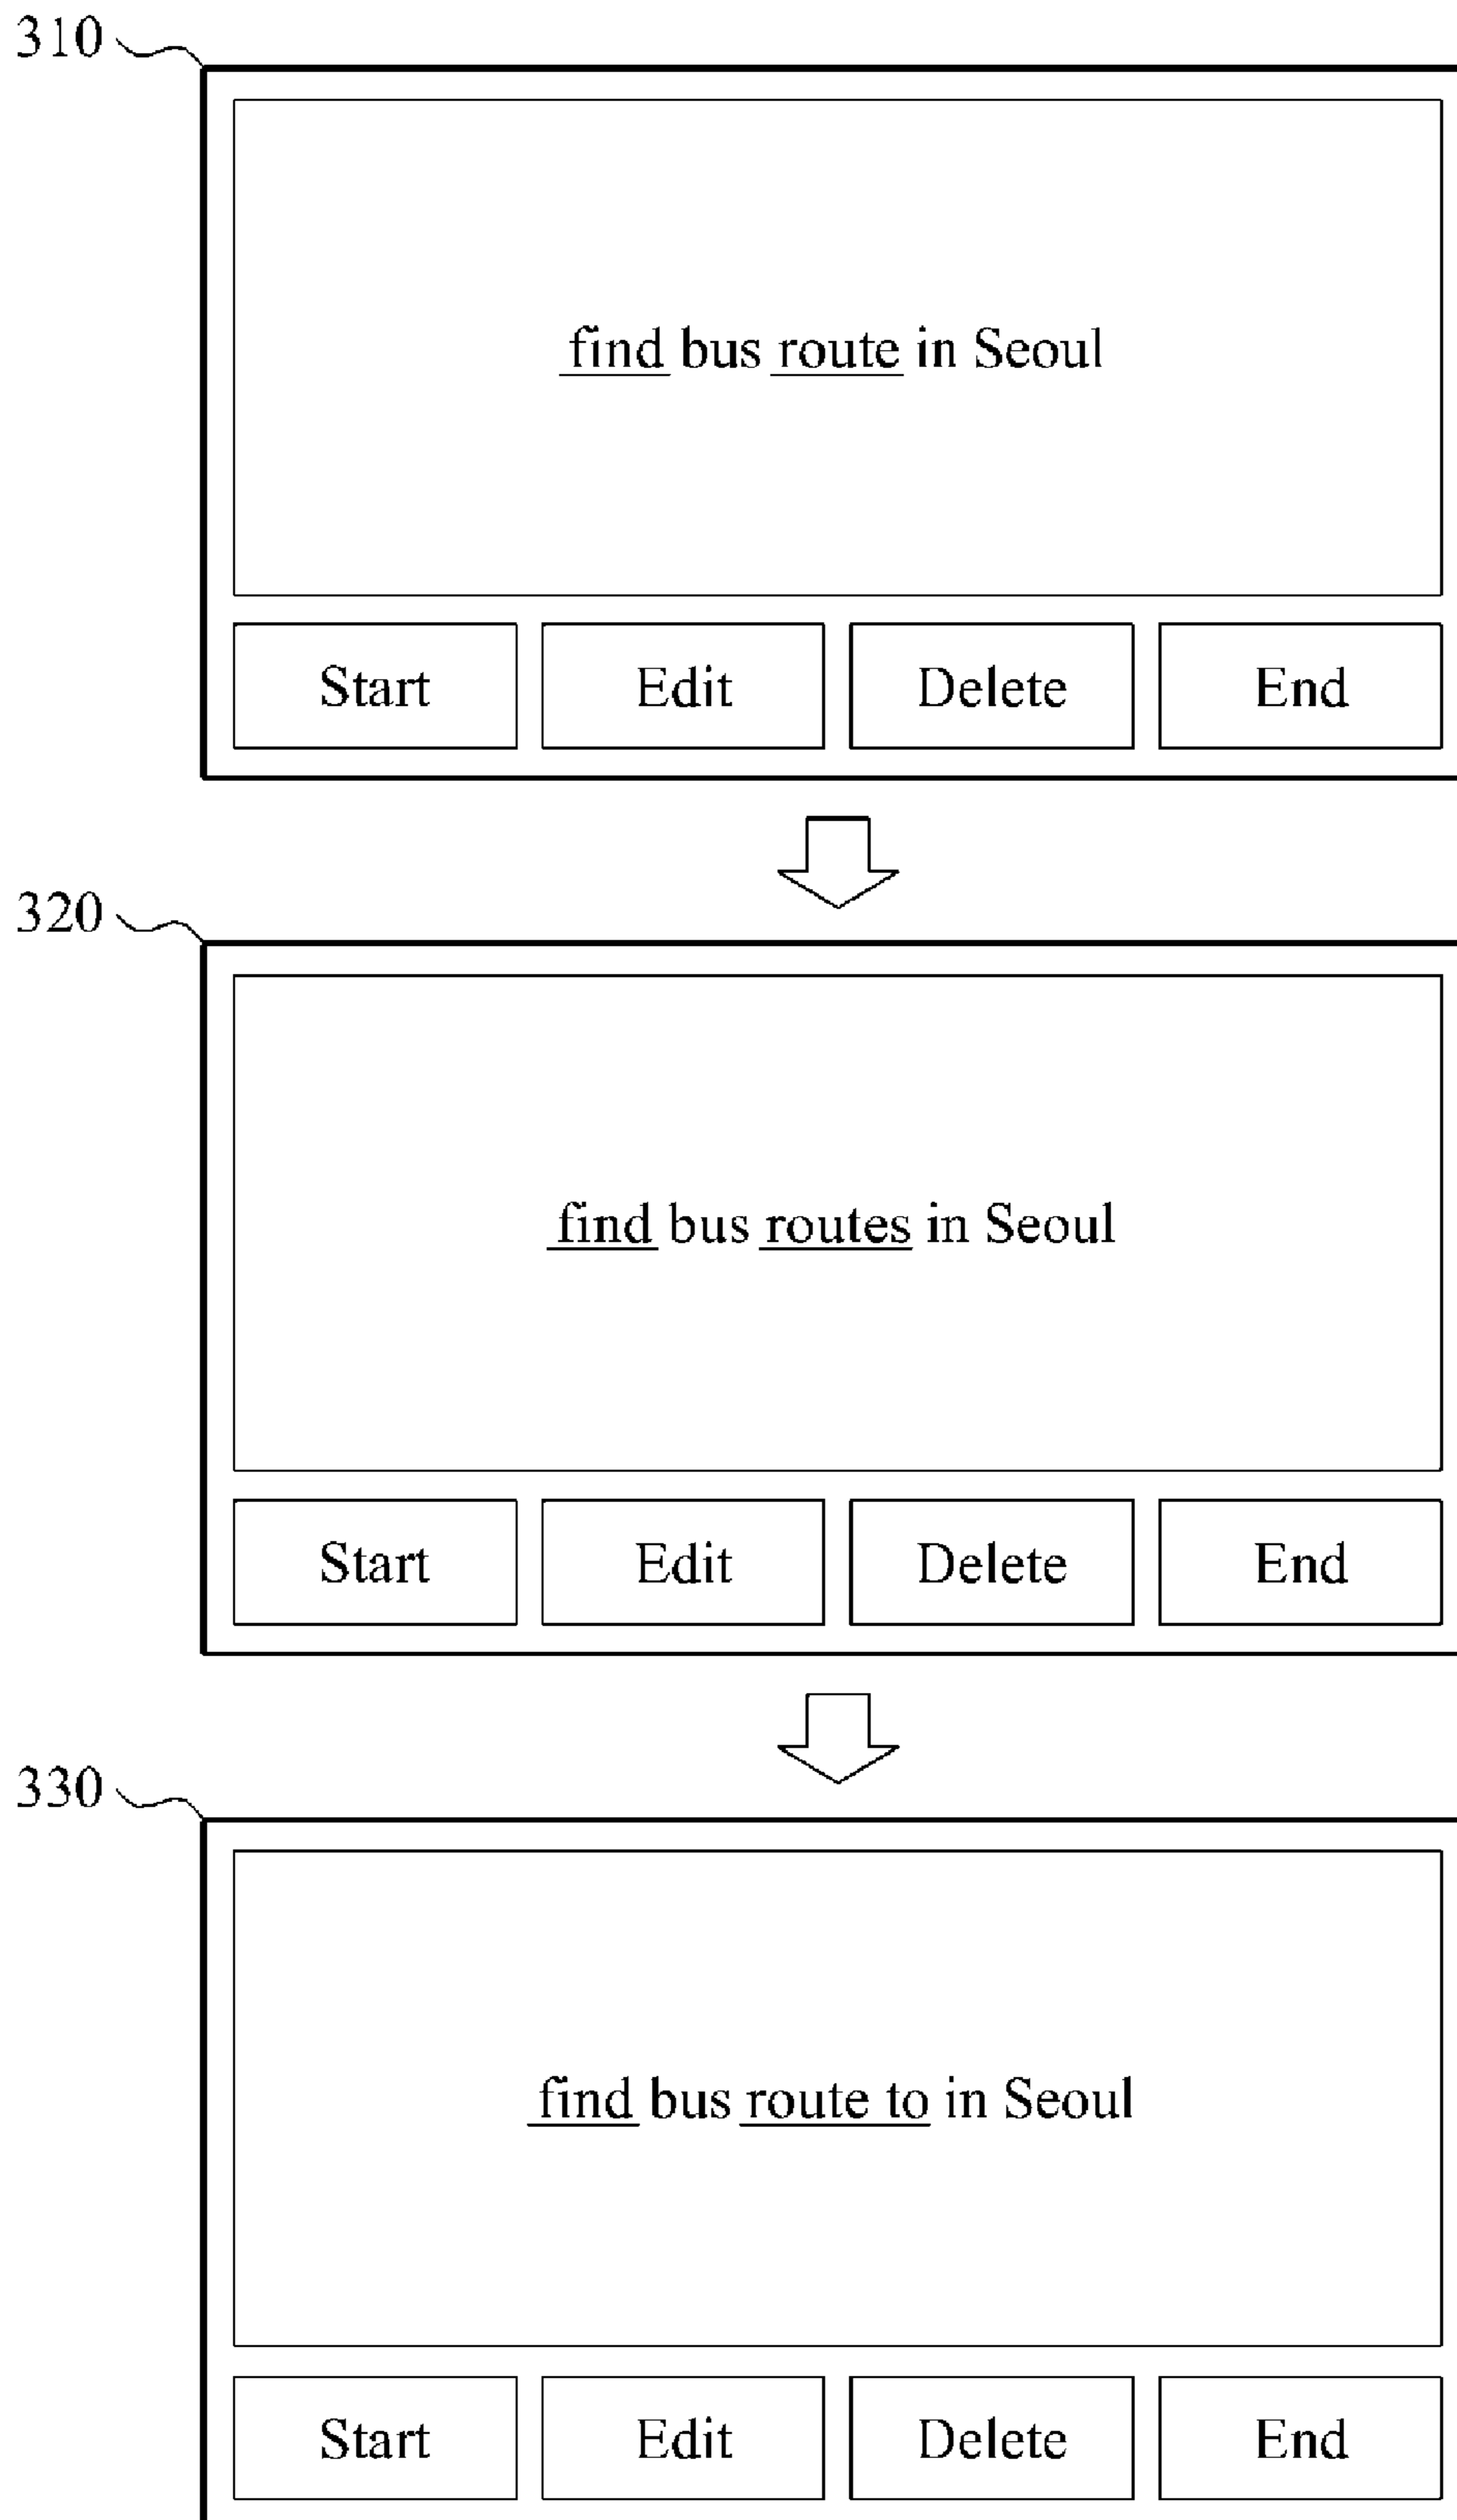 310
find bus route in Seoul
Start Edit Delete End
320
find bus routes in Seoul
Start Edit Delete End
330
find bus route to in Seoul
Start Edit Delete End